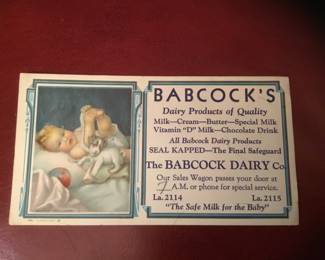 BABCOCK'S
Dairy Products of Quality
Milk—Cream—Butter—Special Milk
Vitamin "D" Milk—Chocolate Drink
All Babcock Dairy Products
SEAL KAPPED—The Final Safeguard
The BABCOCK DAIRY Co
Our Sales Wagon passes your door at
7 A.M. or phone for special service.
La. 2114 La. 2115
"The Safe Milk for the Baby"